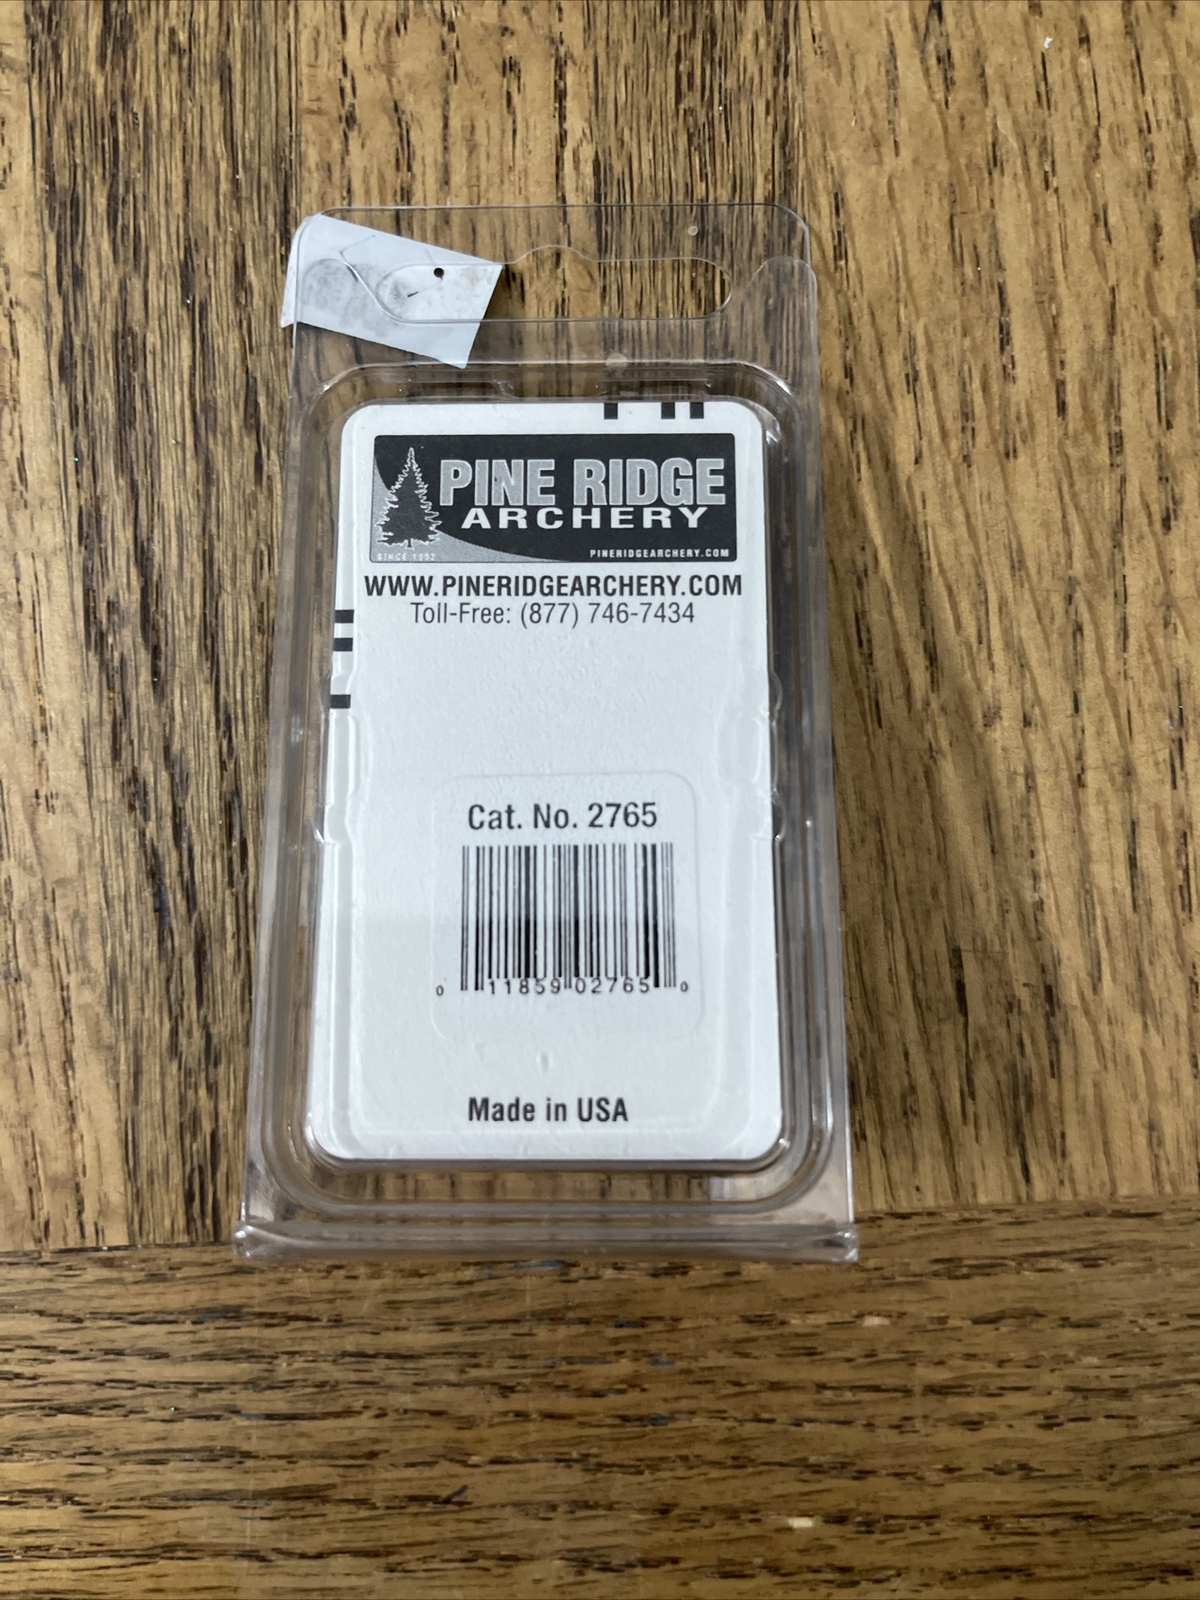 PINE RIDGE
ARCHERY
SINCE 1992
PINERIDGEARCHERY.COM
WWW.PINERIDGEARCHERY.COM
Toll-Free: (877) 746-7434
Cat. No. 2765
0 11859 02765 0
Made in USA